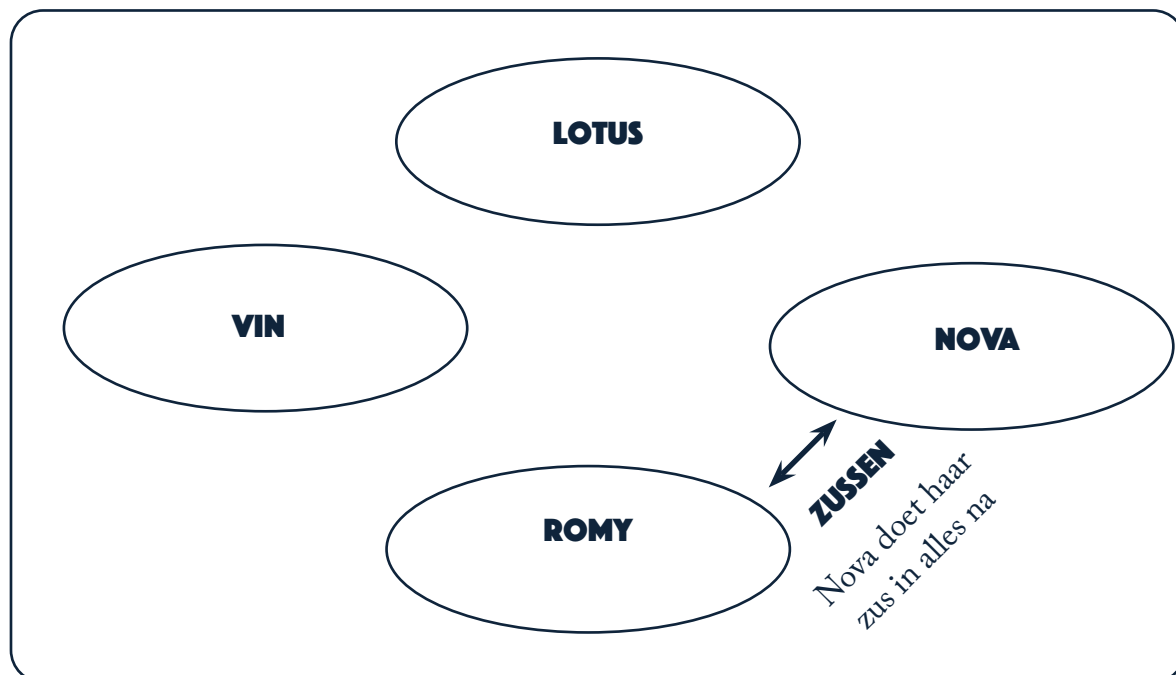 LOTUS
VIN
NOVA
ROMY
ZUSSEN
Nova doet haar
zus in alles na